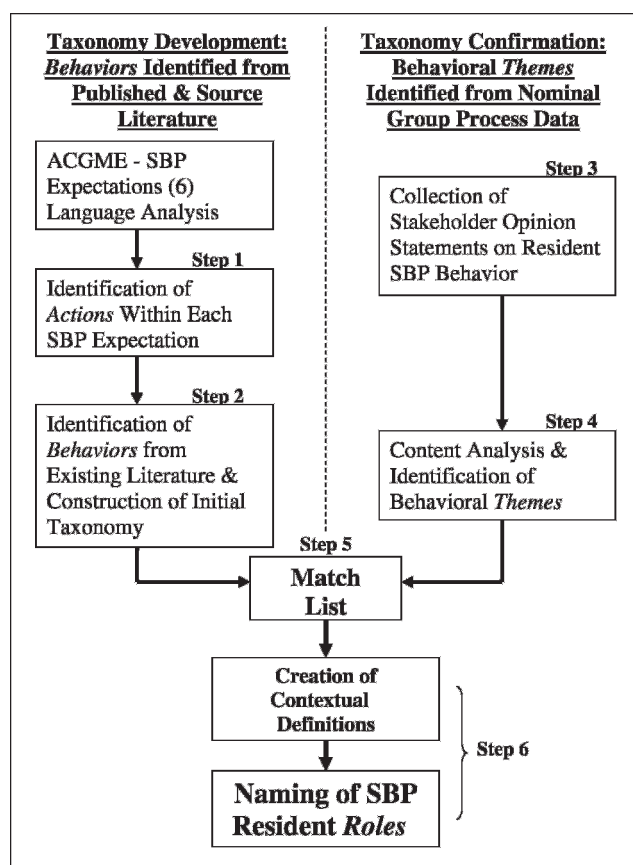 Taxonomy Development:
Behaviors Identified from
Published & Source
Literature
ACGME - SBP
Expectations (6)
Language Analysis
Step 1
Identification of
Actions Within Each
SBP Expectation
Step 2
Identification of
Behaviors from
Existing Literature &
Construction of Initial
Taxonomy
Taxonomy Confirmation:
Behavioral Themes
Identified from Nominal
Group Process Data
Step 3
Collection of
Stakeholder Opinion
Statements on Resident
SBP Behavior
Step 4
Content Analysis &
Identification of
Behavioral Themes
Step 5
Match
List
Creation of
Contextual
Definitions
Step 6
Naming of SBP
Resident Roles